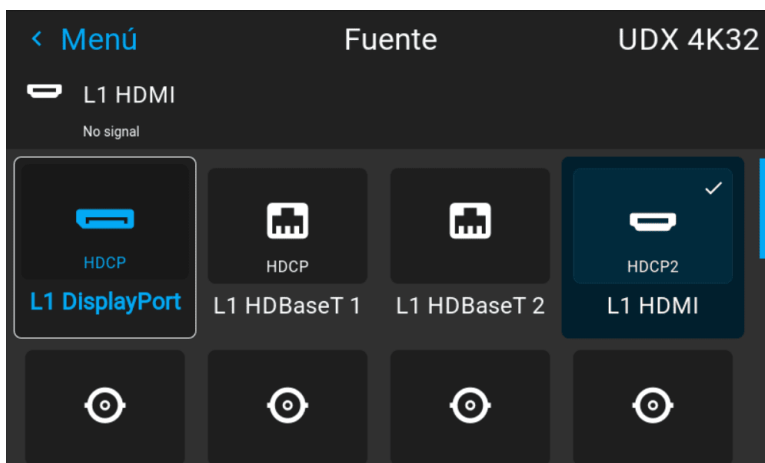 Menú
Fuente
UDX 4K32
L1 HDMI
No signal
HDCP
HDCP
HDCP2
L1 DisplayPort
L1 HDBaseT 1
L1 HDBaseT 2
L1 HDMI